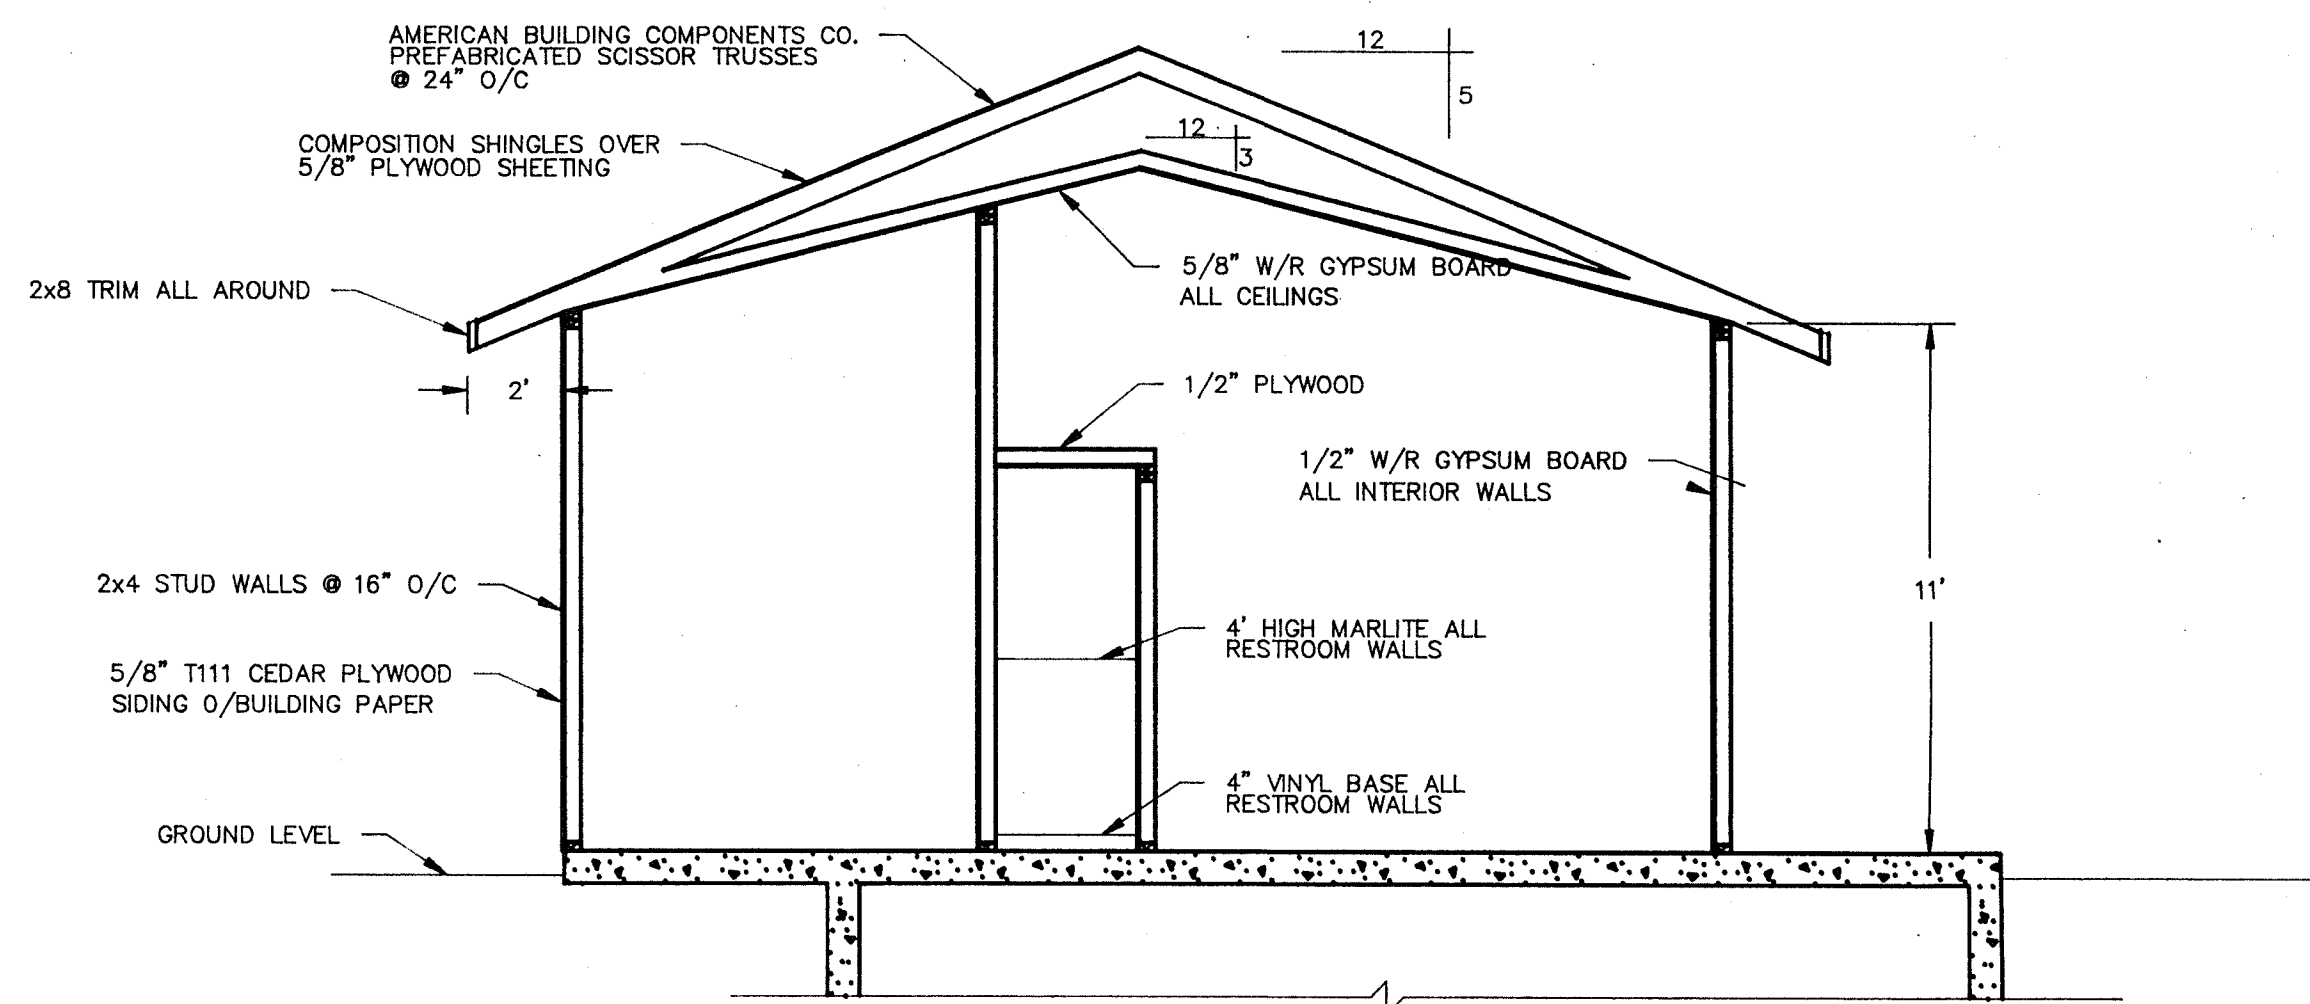 AMERICAN BUILDING COMPONENTS CO.
PREFABRICATED SCISSOR TRUSSES
@ 24" O/C
12
5
COMPOSITION SHINGLES OVER
5/8" PLYWOOD SHEETING
12
3
5/8" W/R GYPSUM BOARD
ALL CEILINGS
2x8 TRIM ALL AROUND
2'
1/2" PLYWOOD
1/2" W/R GYPSUM BOARD
ALL INTERIOR WALLS
2x4 STUD WALLS @ 16" O/C
11'
4' HIGH MARLITE ALL
RESTROOM WALLS
5/8" T111 CEDAR PLYWOOD
SIDING O/BUILDING PAPER
4" VINYL BASE ALL
RESTROOM WALLS
GROUND LEVEL